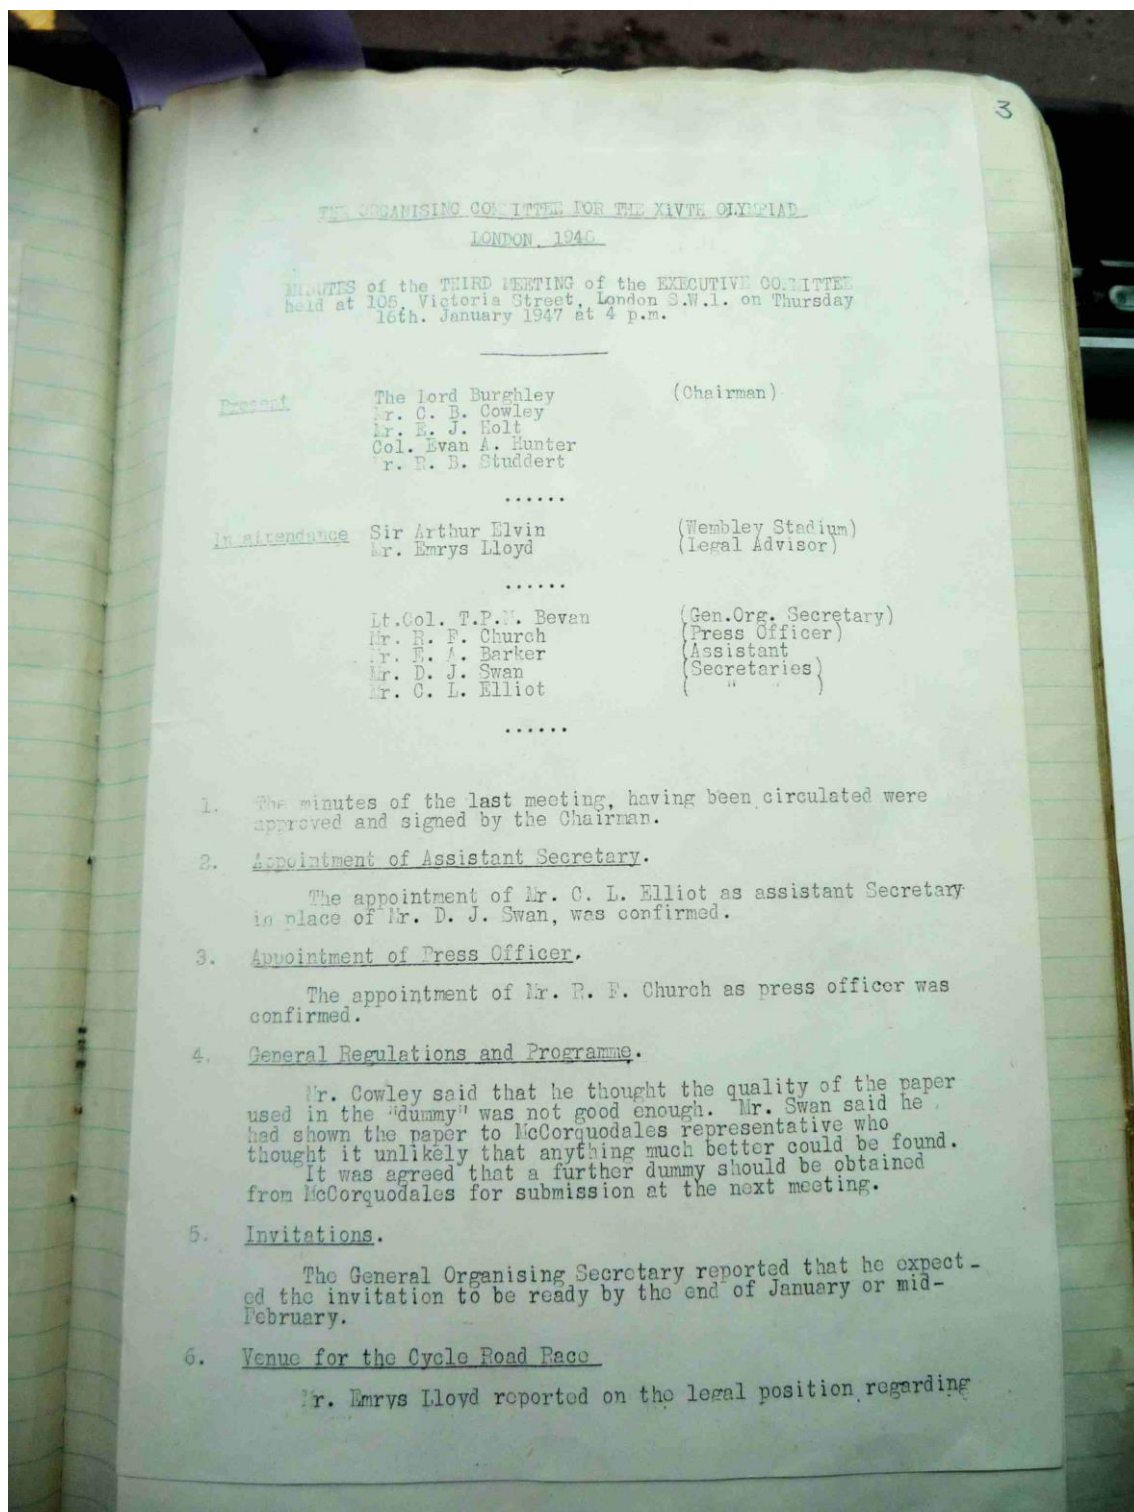 3
THE ORGANISING COMMITTEE FOR THE XIVTH OLYMPIAD
LONDON, 1948
MINUTES of the THIRD MEETING of the EXECUTIVE COMMITTEE
held at 105, Victoria Street, London S.W.1. on Thursday
16th. January 1947 at 4 p.m.
Present The Lord Burghley (Chairman)
Mr. C. B. Cowley
Mr. E. J. Holt
Col. Evan A. Hunter
Mr. R. B. Studdert
......
In attendance Sir Arthur Elvin (Wembley Stadium)
Mr. Emrys Lloyd (Legal Advisor)
......
Lt.Col. T.P.M. Bevan (Gen.Org. Secretary)
Mr. R. F. Church (Press Officer)
Mr. E. A. Barker (Assistant
Mr. D. J. Swan (Secretaries)
Mr. C. L. Elliot ( " " )
......
1. The minutes of the last meeting, having been circulated were
approved and signed by the Chairman.
2. Appointment of Assistant Secretary.
The appointment of Mr. C. L. Elliot as assistant Secretary
in place of Mr. D. J. Swan, was confirmed.
3. Appointment of Press Officer.
The appointment of Mr. R. F. Church as press officer was
confirmed.
4. General Regulations and Programme.
Mr. Cowley said that he thought the quality of the paper
used in the "dummy" was not good enough. Mr. Swan said he
had shown the paper to McCorquodales representative who
thought it unlikely that anything much better could be found.
It was agreed that a further dummy should be obtained
from McCorquodales for submission at the next meeting.
5. Invitations.
The General Organising Secretary reported that he expect-
ed the invitation to be ready by the end of January or mid-
February.
6. Venue for the Cycle Road Race
Mr. Emrys Lloyd reported on the legal position regarding